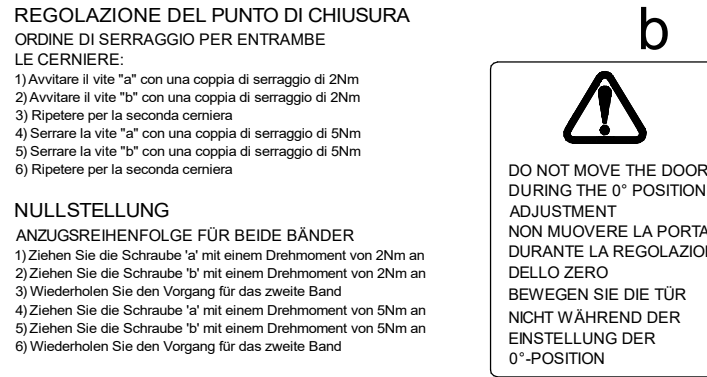 REGOLAZIONE DEL PUNTO DI CHIUSURA
ORDINE DI SERRAGGIO PER ENTRAMBE
LE CERNIERE:
1) Avvitare il vite "a" con una coppia di serraggio di 2Nm
2) Avvitare il vite "b" con una coppia di serraggio di 2Nm
3) Ripetere per la seconda cerniera
4) Serrare la vite "a" con una coppia di serraggio di 5Nm
5) Serrare la vite "b" con una coppia di serraggio di 5Nm
6) Ripetere per la seconda cerniera
NULLSTELLUNG
ANZUGSREIHENFOLGE FÜR BEIDE BÄNDER
1) Ziehen Sie die Schraube 'a' mit einem Drehmoment von 2Nm an
2) Ziehen Sie die Schraube 'b' mit einem Drehmoment von 2Nm an
3) Wiederholen Sie den Vorgang für das zweite Band
4) Ziehen Sie die Schraube 'a' mit einem Drehmoment von 5Nm an
5) Ziehen Sie die Schraube 'b' mit einem Drehmoment von 5Nm an
6) Wiederholen Sie den Vorgang für das zweite Band
b
DO NOT MOVE THE DOOR
DURING THE 0° POSITION
ADJUSTMENT
NON MUOVERE LA PORTA
DURANTE LA
DELLO ZERO
BEWEGEN SIE DIE TÜR
NICHT WÄHREND DER
EINSTELLUNG DER
0°-POSITION